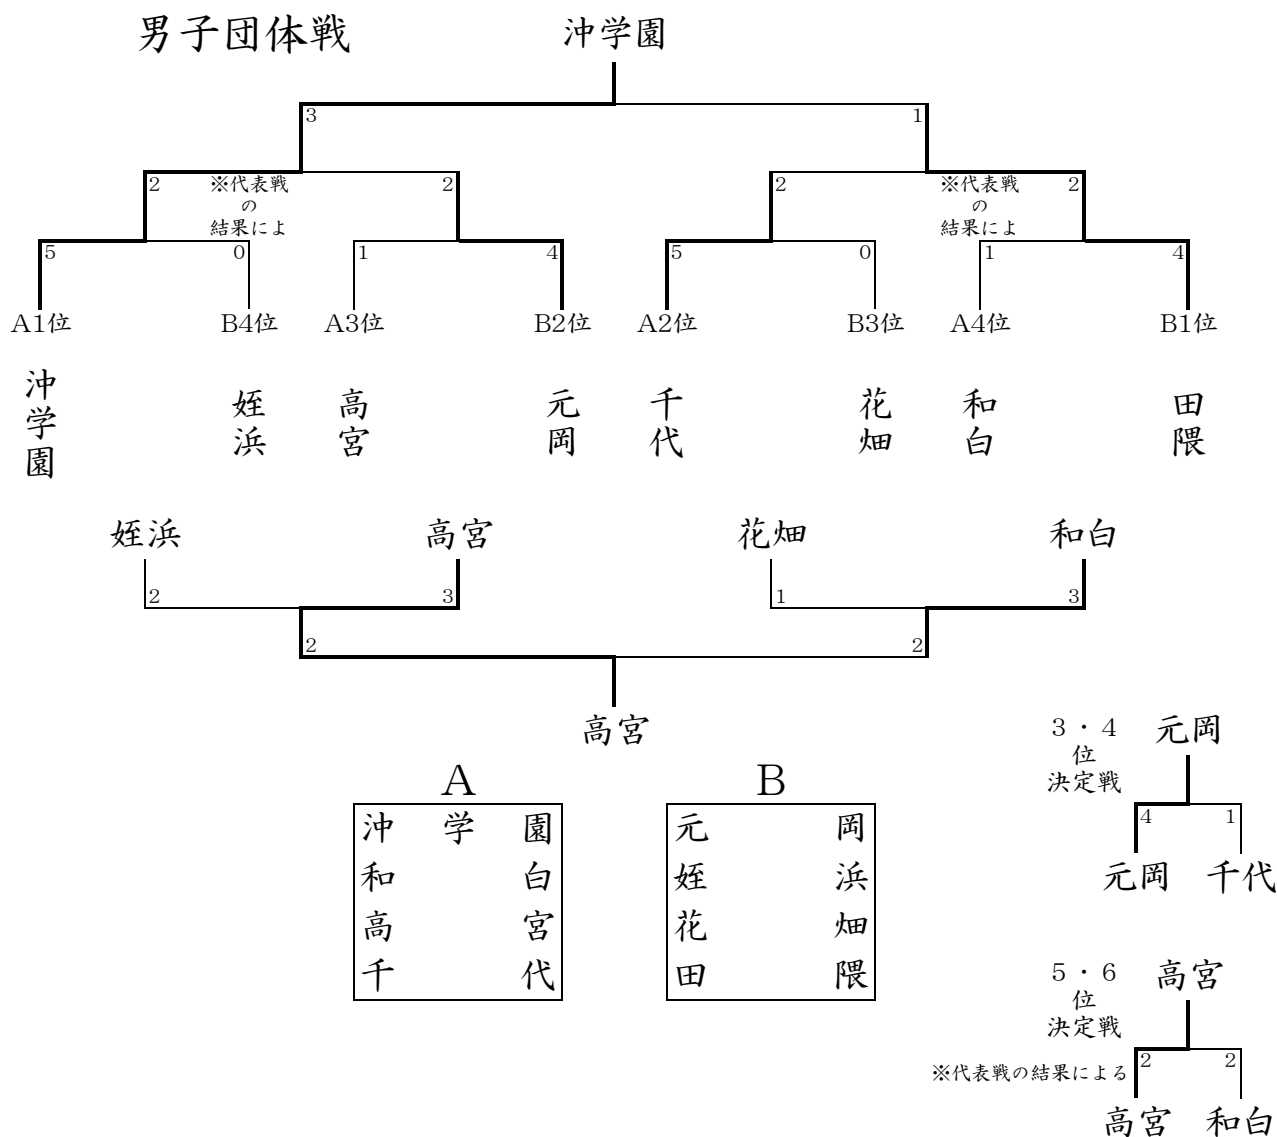 男子団体戦
沖学園
3 1
2 ※代表戦 2 2 ※代表戦 2
の の
結果によ 結果によ
5 0 1 4 5 0 1 4
A1位 B4位 A3位 B2位 A2位 B3位 A4位 B1位
沖学園 姪浜 高宮 元岡 千代 花畑 和白 田隈
姪浜 高宮 花畑 和白
2 3 1 3
2 2
高宮
3・4
位
決定戦
元岡
4 1
元岡 千代
A
沖学園
和白
高宮
千代
B
元岡
姪浜
花畑
田隈
5・6
位
決定戦
高宮
※代表戦の結果による
2 2
高宮 和白